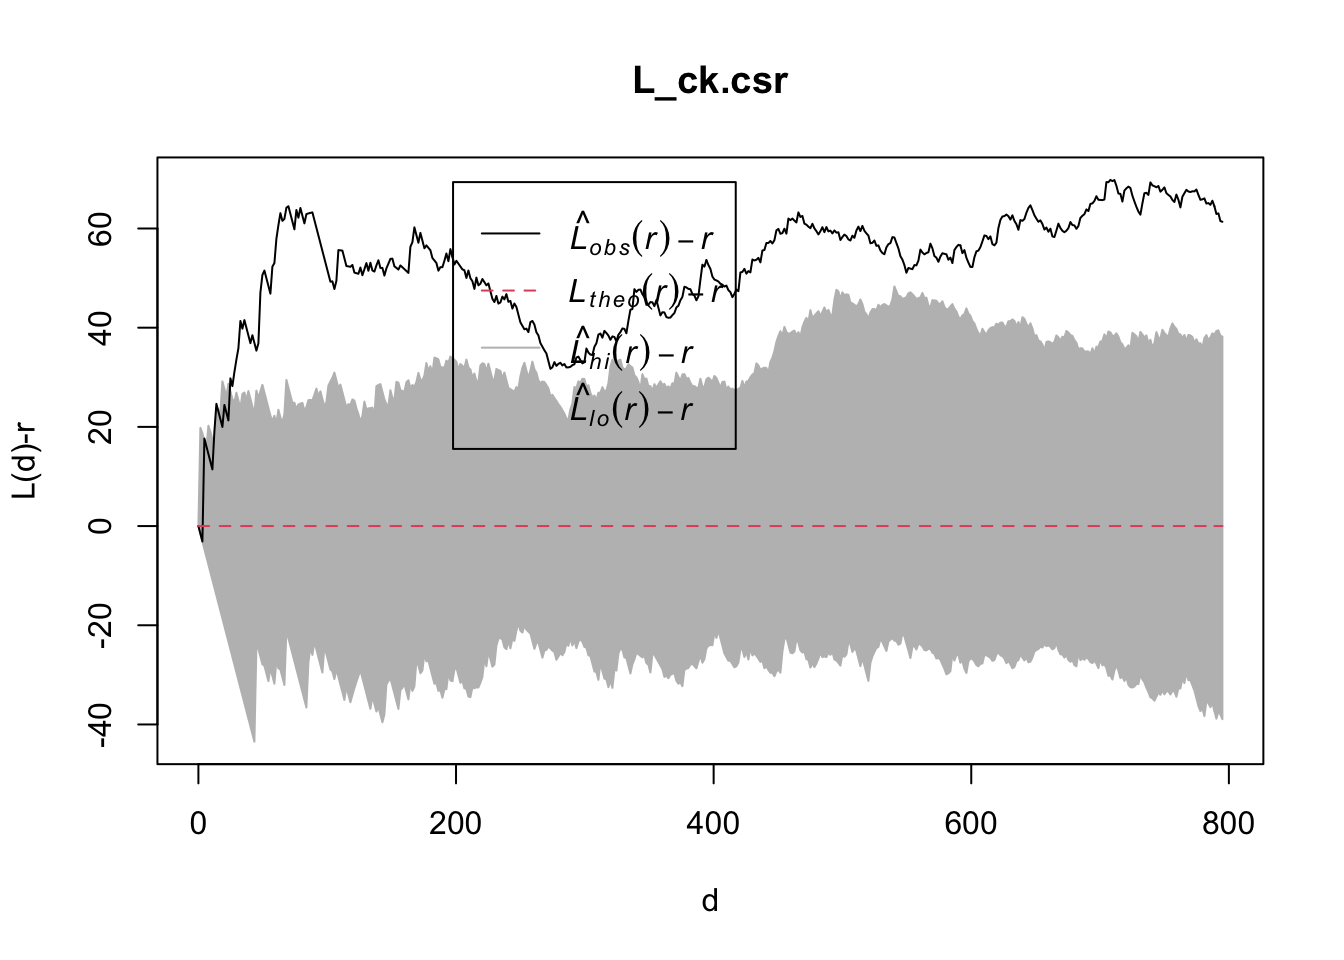 L_ck.csr
L(d)-r
60
40
20
0
-20
-40
L̂obs(r) – r
Ltheo(r) – r
L̂hi(r) – r
L̂lo(r) – r
0 200 400 600 800
d